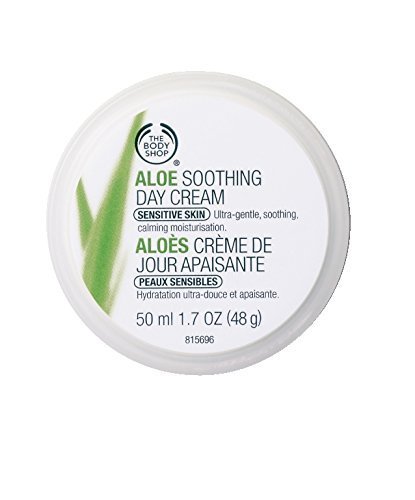 THE
BODY
SHOP
®
ALOE SOOTHING
DAY CREAM
SENSITIVE SKIN Ultra-gentle, soothing,
calming moisturisation.
ALOÈS CRÈME DE
JOUR APAISANTE
PEAUX SENSIBLES
Hydratation ultra-douce et apaisante.
50 ml 1.7 OZ (48 g)
815696